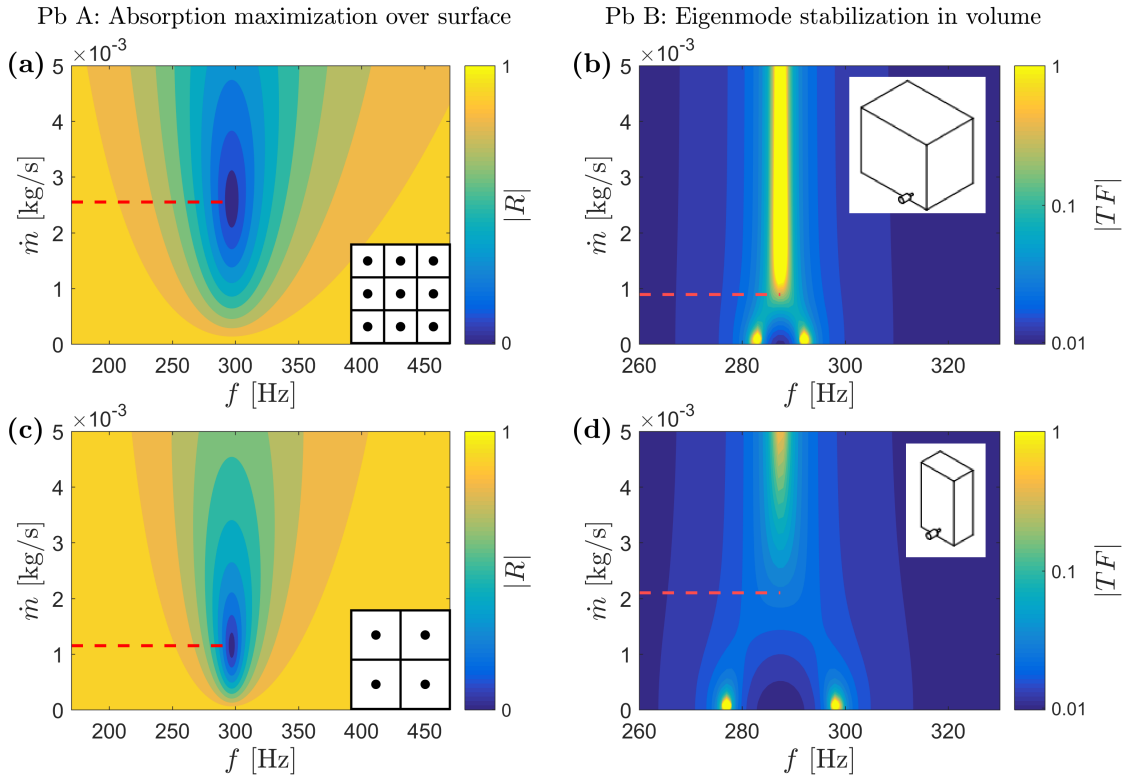 Pb A: Absorption maximization over surface
Pb B: Eigenmode stabilization in volume
(a)
×10⁻³
5
4
3
2
1
0
ṁ [kg/s]
200 250 300 350 400 450
f [Hz]
1
0
|R|
(b)
×10⁻³
5
4
3
2
1
0
ṁ [kg/s]
260 280 300 320
f [Hz]
1
0.1
0.01
|TF|
(c)
×10⁻³
5
4
3
2
1
0
ṁ [kg/s]
200 250 300 350 400 450
f [Hz]
1
0
|R|
(d)
×10⁻³
5
4
3
2
1
0
ṁ [kg/s]
260 280 300 320
f [Hz]
1
0.1
0.01
|TF|